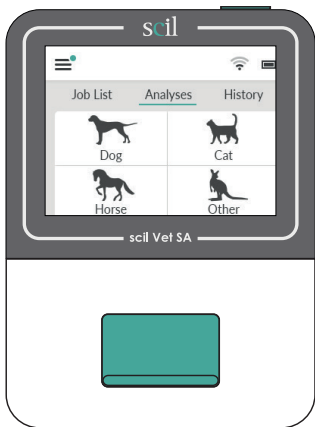 scil
Job List Analyses History
Dog Cat
Horse Other
scil Vet SA